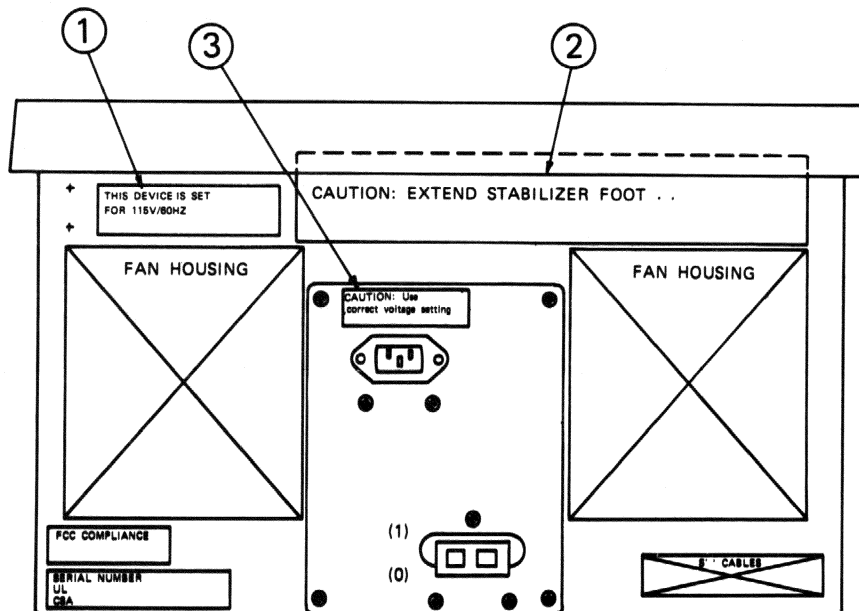 1
3
2
THIS DEVICE IS SET
FOR 115V/60HZ
CAUTION: EXTEND STABILIZER FOOT . .
FAN HOUSING
CAUTION: Use
correct voltage setting
FAN HOUSING
(1)
(0)
FCC COMPLIANCE
SERIAL NUMBER
UL
CSA
CABLES